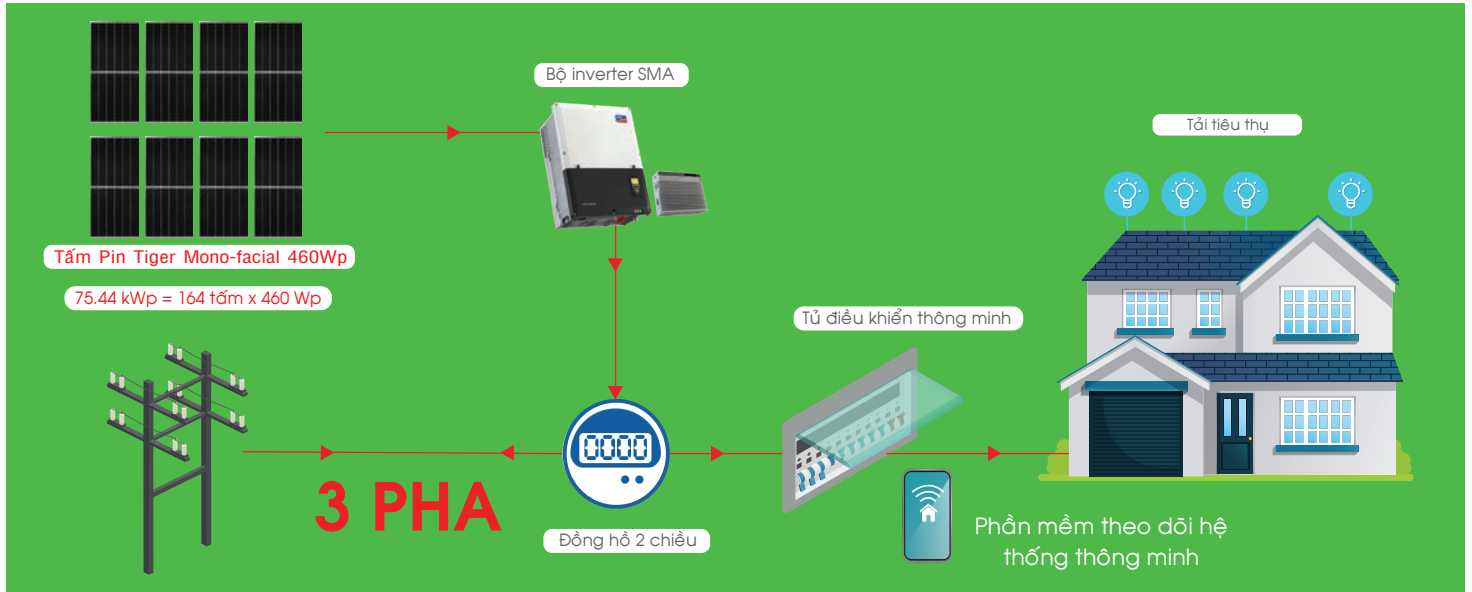 Bộ inverter SMA
Tải tiêu thụ
Tấm Pin Tiger Mono-facial 460Wp
75.44 kWp = 164 tấm x 460 Wp
Tủ điều khiển thông minh
0000
3 PHA
Đồng hồ 2 chiều
Phần mềm theo dõi hệ
thống thông minh